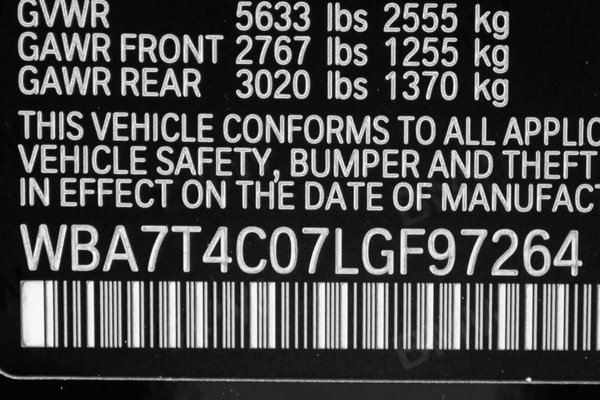 GVWR 5633 lbs 2555 kg
GAWR FRONT 2767 lbs 1255 kg
GAWR REAR 3020 lbs 1370 kg
THIS VEHICLE CONFORMS TO ALL APPLIC
VEHICLE SAFETY, BUMPER AND THEFT
IN EFFECT ON THE DATE OF MANUFACT
WBA7T4C07LGF97264